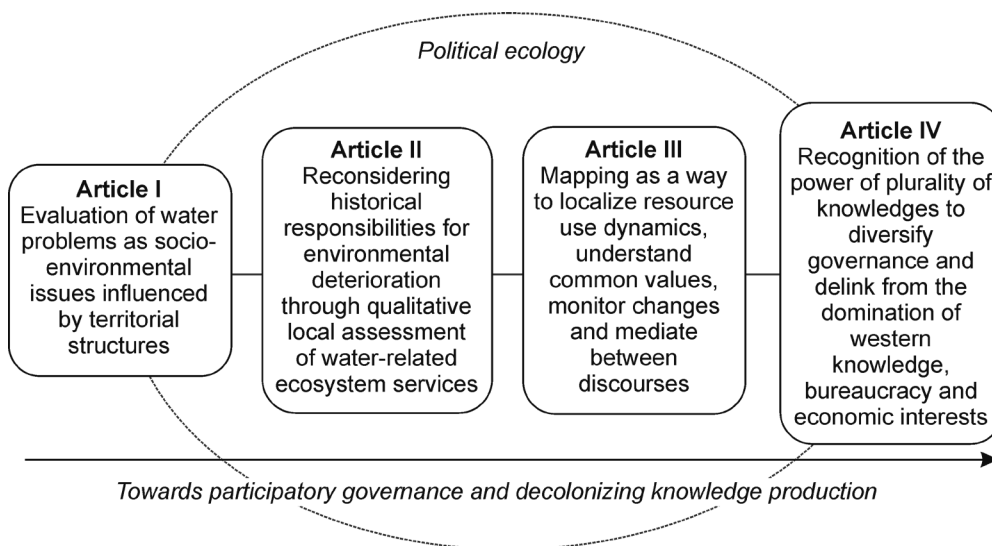 Political ecology
Article I
Evaluation of water
problems as socio-
environmental
issues influenced
by territorial
structures
Article II
Reconsidering
historical
responsibilities for
environmental
deterioration
through qualitative
local assessment
of water-related
ecosystem services
Article III
Mapping as a way
to localize resource
use dynamics,
understand
common values,
monitor changes
and mediate
between
discourses
Article IV
Recognition of the
power of plurality of
knowledges to
diversify
governance and
delink from the
domination of
western
knowledge,
bureaucracy and
economic interests
Towards participatory governance and decolonizing knowledge production